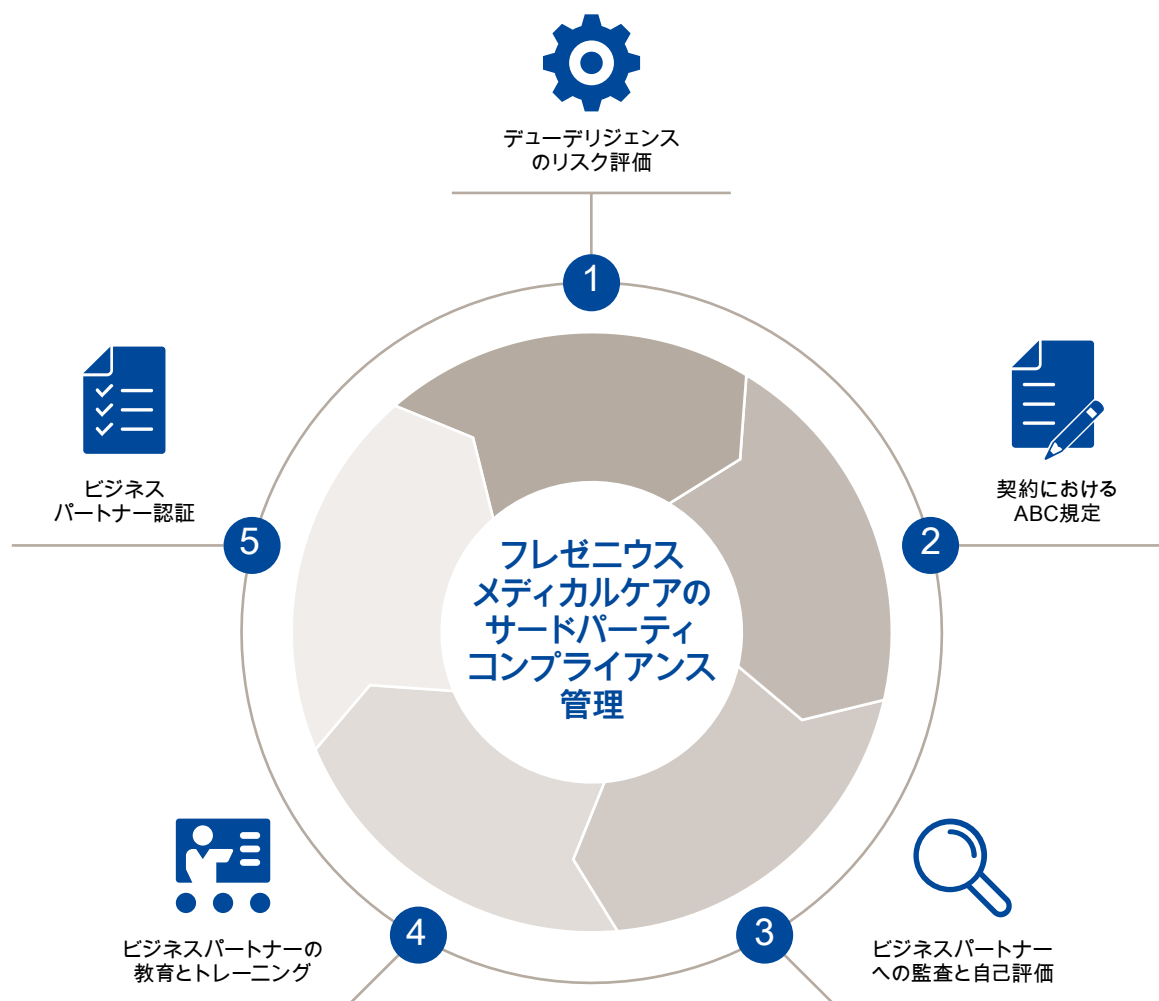 デューデリジェンス
のリスク評価
1
契約における
ABC規定
2
ビジネスパートナー
への監査と自己評価
3
ビジネスパートナーの
教育とトレーニング
4
ビジネス
パートナー認証
5
フレゼニウス
メディカルケアの
サードパーティ
コンプライアンス
管理